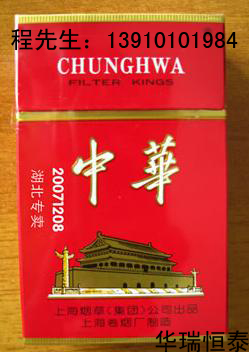 程先生：13910101984
CHUNGHWA
FILTER KINGS
中華
20071208
湖北专卖
上海烟草(集团)公司出品
上海卷烟厂制造
华瑞恒泰